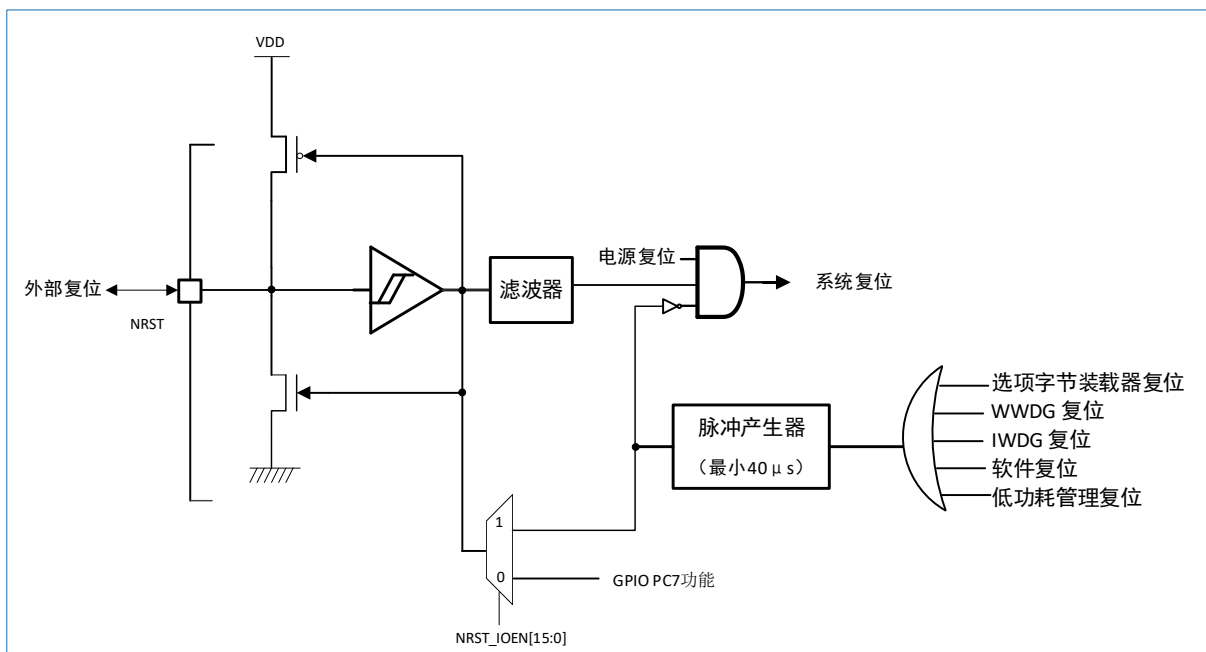 VDD
外部复位
NRST
滤波器
电源复位
系统复位
脉冲产生器
（最小40μs）
选项字节装载器复位
WWDG 复位
IWDG 复位
软件复位
低功耗管理复位
1
0
GPIO PC7功能
NRST_IOEN[15:0]